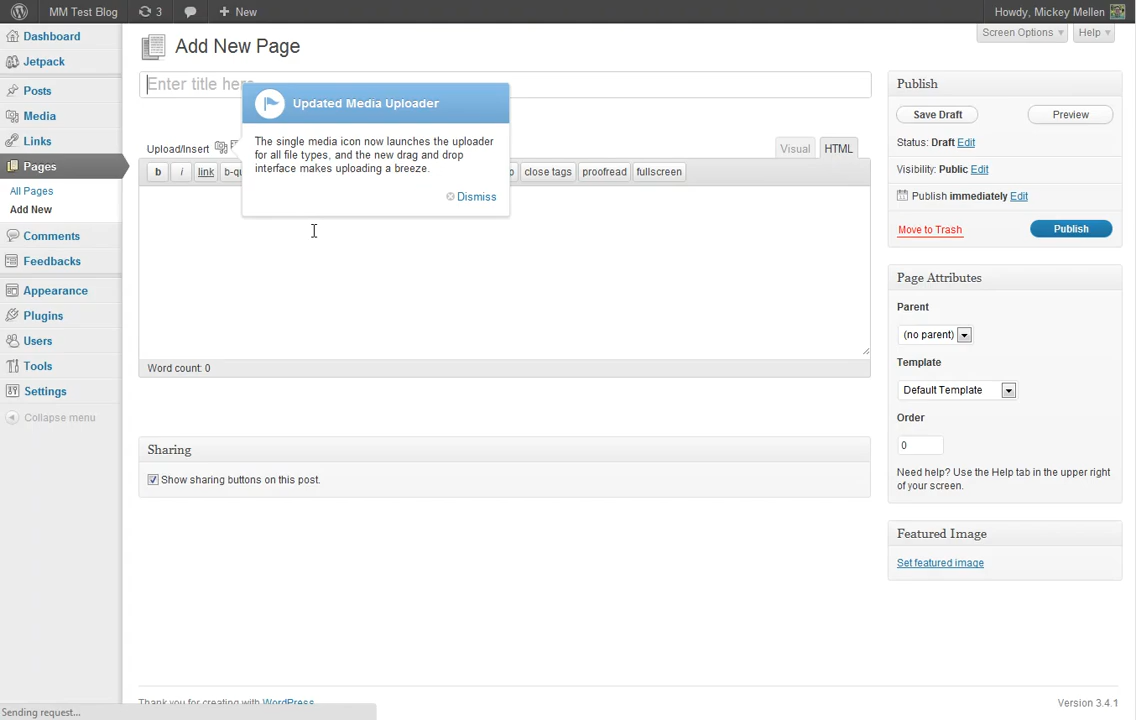 MM Test Blog 3 New Howdy, Mickey Mellen
Screen Options Help
Dashboard
Jetpack
Posts
Media
Links
Pages
All Pages
Add New
Comments
Feedbacks
Appearance
Plugins
Users
Tools
Settings
Collapse menu
Add New Page
Enter title here
Updated Media Uploader
The single media icon now launches the uploader
for all file types, and the new drag and drop
interface makes uploading a breeze.
Dismiss
Upload/Insert
Visual HTML
b i link b-qu close tags proofread fullscreen
Word count: 0
Sharing
Show sharing buttons on this post.
Publish
Save Draft Preview
Status: Draft Edit
Visibility: Public Edit
Publish immediately Edit
Move to Trash Publish
Page Attributes
Parent
(no parent)
Template
Default Template
Order
0
Need help? Use the Help tab in the upper right
of your screen.
Featured Image
Set featured image
Thank you for creating with WordPress. Version 3.4.1
Sending request...